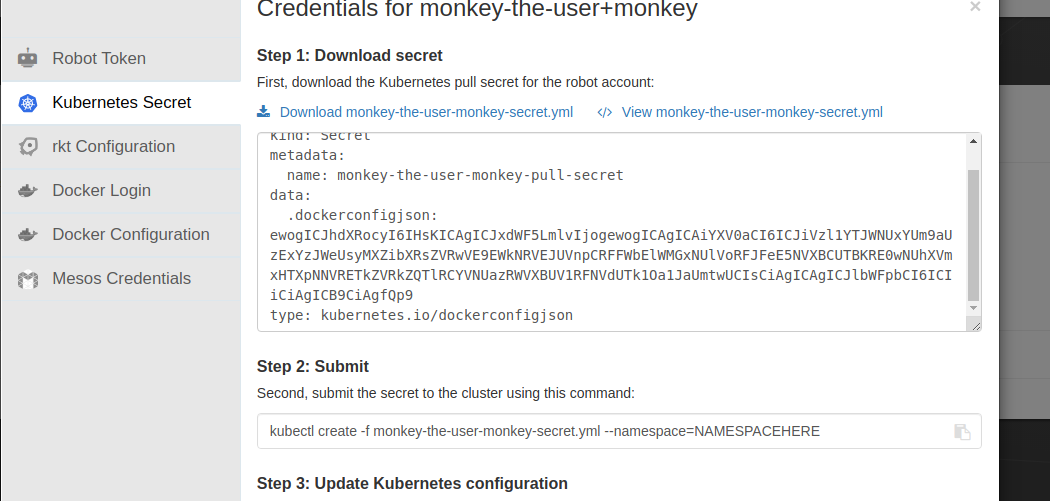 Credentials for monkey-the-user+monkey
×
Robot Token
Kubernetes Secret
rkt Configuration
Docker Login
Docker Configuration
Mesos Credentials
Step 1: Download secret
First, download the Kubernetes pull secret for the robot account:
Download monkey-the-user-monkey-secret.yml
</> View monkey-the-user-monkey-secret.yml
kind: Secret
metadata:
name: monkey-the-user-monkey-pull-secret
data:
.dockerconfigjson:
ewogICJhdXRocyI6IHsKICAgICJxdWF5LmlvIjogewogICAgICAiYXV0aCI6ICJiVzl1YTJWNUxYUm9aU
UzExYzJWeUsyMXZibXRsZVRwVE9EWkNRVEJUVnpCRFFWbElWMGxNUlVoRFJFeE5NVXBCUTBKRE0wNUhXVm
xHTXpNNVRETkZVRkZQTlRCYVNUazRWVXBUV1RFNVdUTk1Oa1JaUmtwUCIsCiAgICAgICJlbWFpbCI6ICI
iCiAgICB9CiAgfQp9
type: kubernetes.io/dockerconfigjson
Step 2: Submit
Second, submit the secret to the cluster using this command:
kubectl create -f monkey-the-user-monkey-secret.yml --namespace=NAMESPACEHERE
Step 3: Update Kubernetes configuration